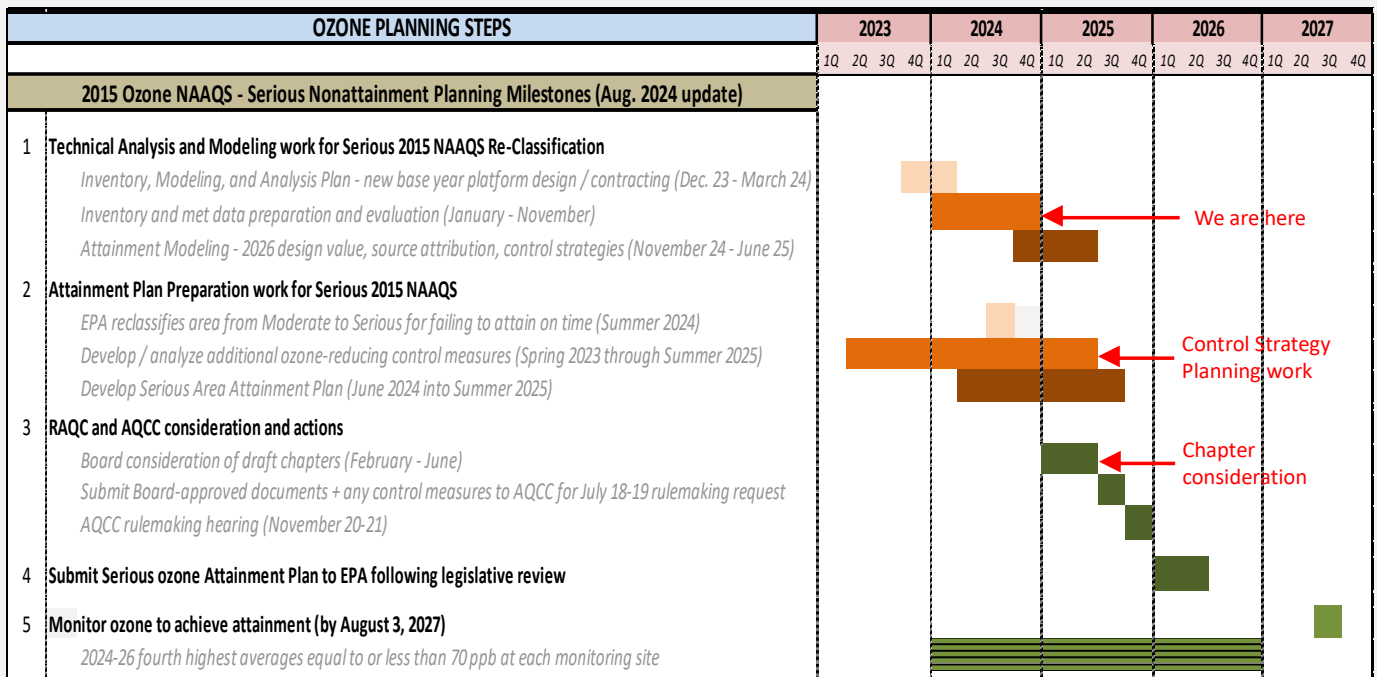 OZONE PLANNING STEPS 2023 2024 2025 2026 2027
1Q 2Q 3Q 4Q 1Q 2Q 3Q 4Q 1Q 2Q 3Q 4Q 1Q 2Q 3Q 4Q 1Q 2Q 3Q 4Q
2015 Ozone NAAQS - Serious Nonattainment Planning Milestones (Aug. 2024 update)
1 Technical Analysis and Modeling work for Serious 2015 NAAQS Re-Classification
Inventory, Modeling, and Analysis Plan - new base year platform design / contracting (Dec. 23 - March 24)
Inventory and met data preparation and evaluation (January - November)
We are here
Attainment Modeling - 2026 design value, source attribution, control strategies (November 24 - June 25)
2 Attainment Plan Preparation work for Serious 2015 NAAQS
EPA reclassifies area from Moderate to Serious for failing to attain on time (Summer 2024)
Develop / analyze additional ozone-reducing control measures (Spring 2023 through Summer 2025)
Control Strategy
Planning work
Develop Serious Area Attainment Plan (June 2024 into Summer 2025)
3 RAQC and AQCC consideration and actions
Board consideration of draft chapters (February - June)
Chapter
consideration
Submit Board-approved documents + any control measures to AQCC for July 18-19 rulemaking request
AQCC rulemaking hearing (November 20-21)
4 Submit Serious ozone Attainment Plan to EPA following legislative review
5 Monitor ozone to achieve attainment (by August 3, 2027)
2024-26 fourth highest averages equal to or less than 70 ppb at each monitoring site